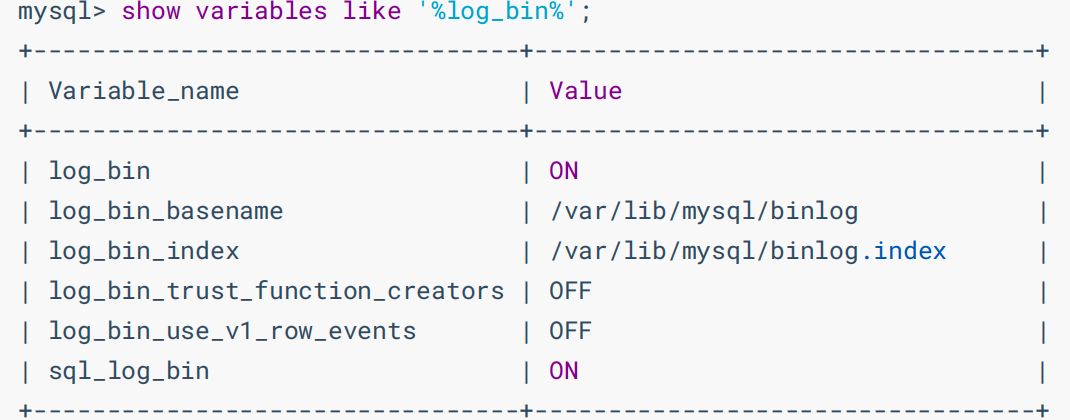 mysql> show variables like '%log_bin%';
+---------------------------------+----------------------------------+
| Variable_name                   | Value                            |
+---------------------------------+----------------------------------+
| log_bin                         | ON                               |
| log_bin_basename                | /var/lib/mysql/binlog            |
| log_bin_index                   | /var/lib/mysql/binlog.index      |
| log_bin_trust_function_creators | OFF                              |
| log_bin_use_v1_row_events       | OFF                              |
| sql_log_bin                     | ON                               |
+---------------------------------+----------------------------------+